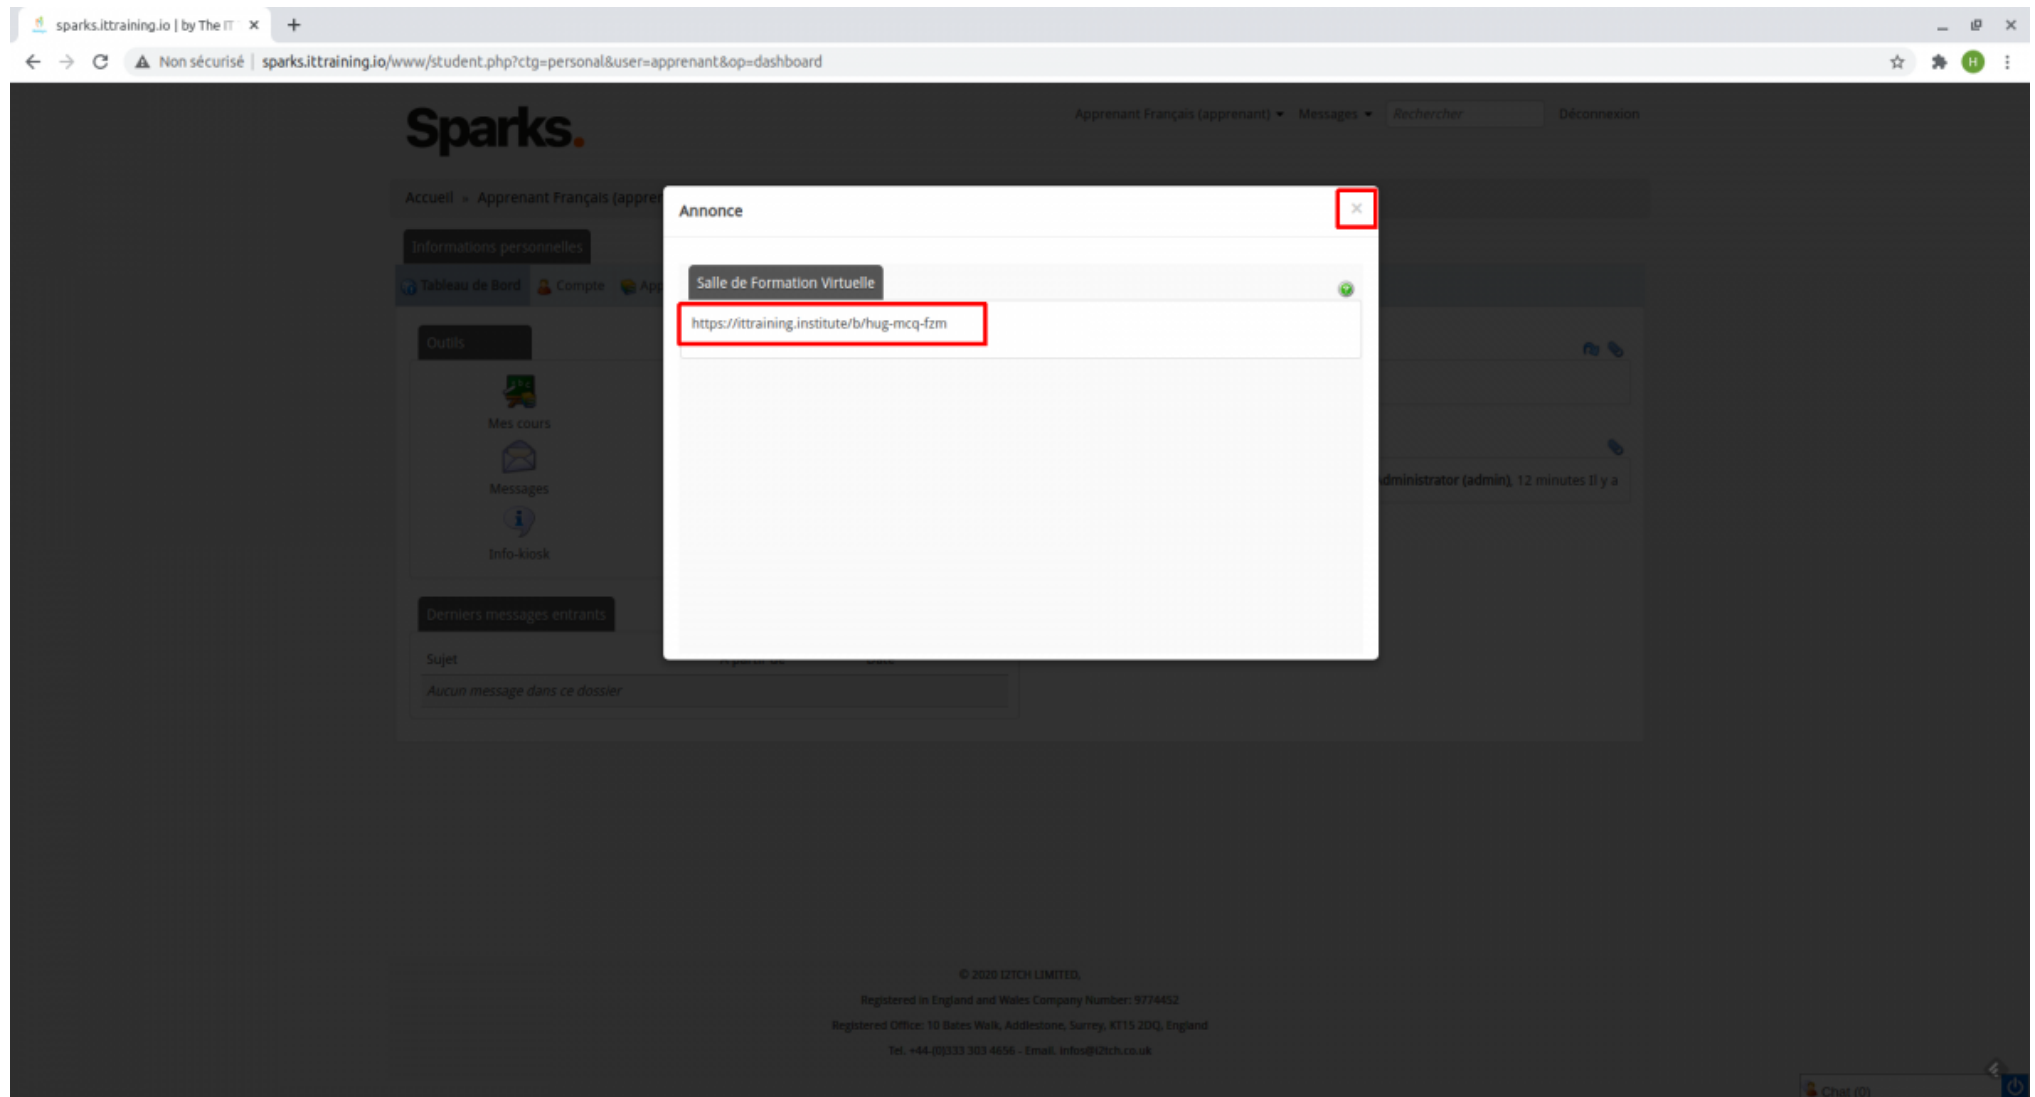 sparks.ittraining.io | by The IT
Non sécurisé | sparks.ittraining.io/www/student.php?ctg=personal&user=apprenant&op=dashboard
H
Sparks.
Apprenant Français (apprenant) Messages Rechercher Déconnexion
Accueil » Apprenant Français (appren
Annonce
Informations personnelles
Tableau de Bord Compte App
Salle de Formation Virtuelle
https://ittraining.institute/b/hug-mcq-fzm
Outils
Mes cours
Messages
dministrator (admin), 12 minutes Il y a
Info-kiosk
Derniers messages entrants
Sujet
Aucun message dans ce dossier
© 2020 I2TCH LIMITED,
Registered in England and Wales Company Number: 9774452
Registered Office: 10 Bates Walk, Addlestone, Surrey, KT15 2DQ, England
Tel. +44-(0)333 303 4656 - Email. infos@i2tch.co.uk
Chat (0)